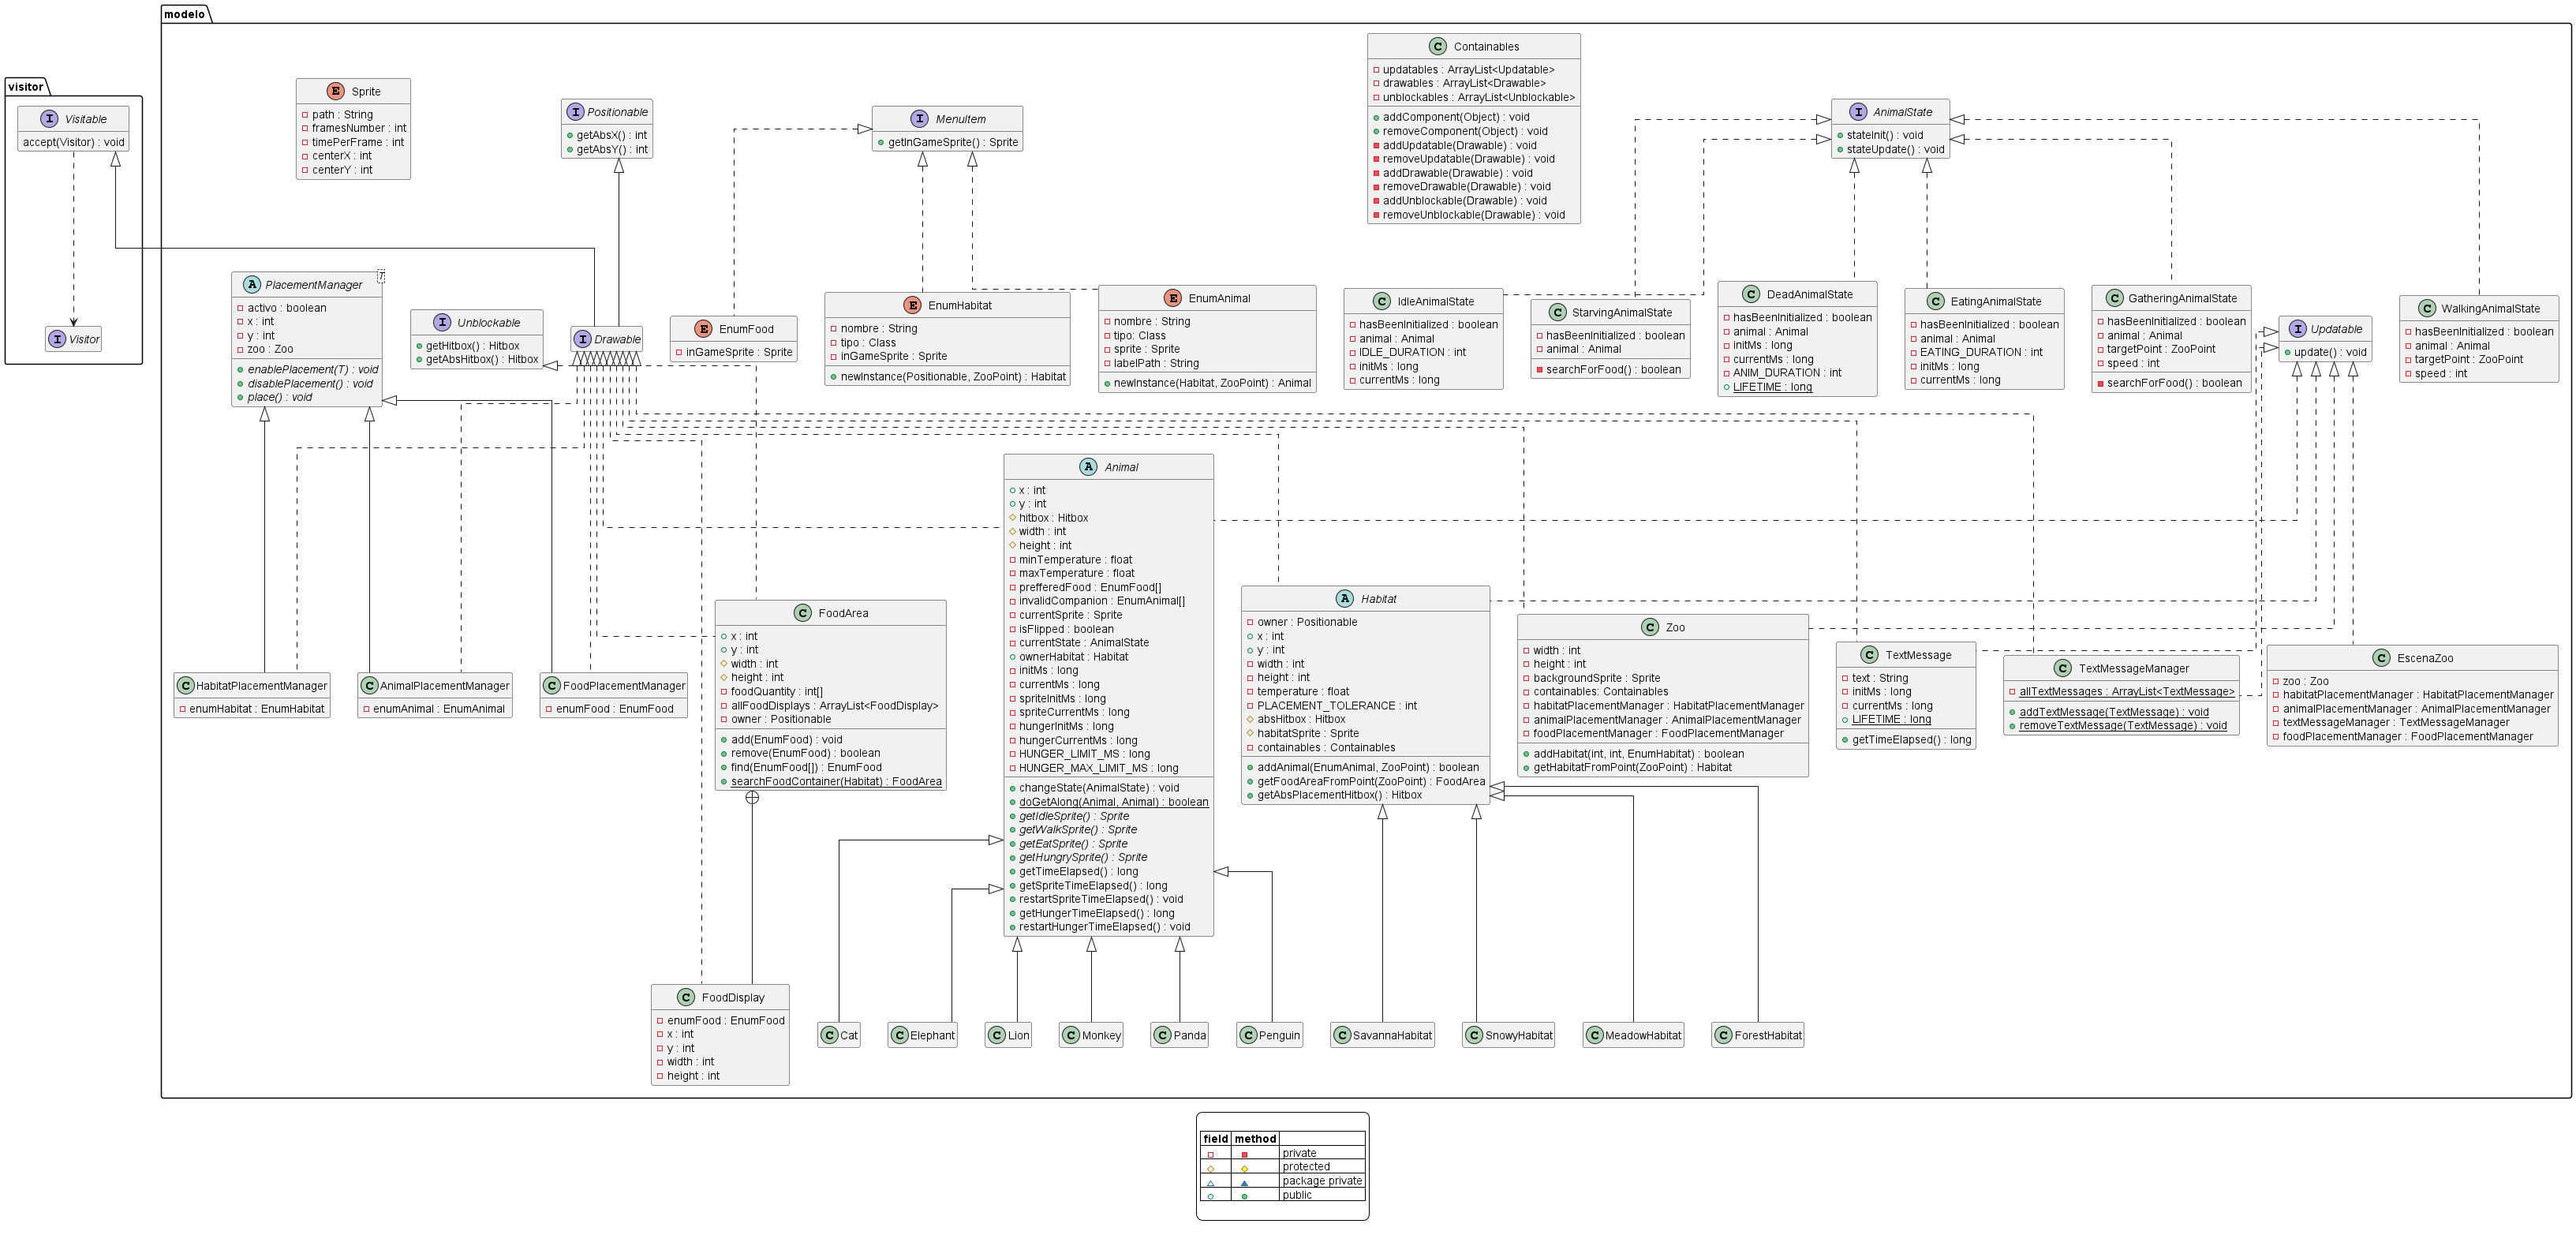 modelo
visitor
Visitable
accept(Visitor) : void
Visitor
Sprite
path : String
framesNumber : int
timePerFrame : int
centerX : int
centerY : int
Positionable
getAbsX() : int
getAbsY() : int
MenuItem
getInGameSprite() : Sprite
Containables
updatables : ArrayList<Updatable>
drawables : ArrayList<Drawable>
unblockables : ArrayList<Unblockable>
addComponent(Object) : void
removeComponent(Object) : void
addUpdatable(Drawable) : void
removeUpdatable(Drawable) : void
addDrawable(Drawable) : void
removeDrawable(Drawable) : void
addUnblockable(Drawable) : void
removeUnblockable(Drawable) : void
AnimalState
stateInit() : void
stateUpdate() : void
PlacementManager
T
activo : boolean
x : int
y : int
zoo : Zoo
enablePlacement(T) : void
disablePlacement() : void
place() : void
Unblockable
getHitbox() : Hitbox
getAbsHitbox() : Hitbox
Drawable
EnumFood
inGameSprite : Sprite
EnumHabitat
nombre : String
tipo : Class
inGameSprite : Sprite
newInstance(Positionable, ZooPoint) : Habitat
EnumAnimal
nombre : String
tipo: Class
sprite : Sprite
labelPath : String
newInstance(Habitat, ZooPoint) : Animal
IdleAnimalState
hasBeenInitialized : boolean
animal : Animal
IDLE_DURATION : int
initMs : long
currentMs : long
StarvingAnimalState
hasBeenInitialized : boolean
animal : Animal
searchForFood() : boolean
DeadAnimalState
hasBeenInitialized : boolean
animal : Animal
initMs : long
currentMs : long
ANIM_DURATION : int
LIFETIME : long
EatingAnimalState
hasBeenInitialized : boolean
animal : Animal
EATING_DURATION : int
initMs : long
currentMs : long
GatheringAnimalState
hasBeenInitialized : boolean
animal : Animal
targetPoint : ZooPoint
speed : int
searchForFood() : boolean
Updatable
update() : void
WalkingAnimalState
hasBeenInitialized : boolean
animal : Animal
targetPoint : ZooPoint
speed : int
HabitatPlacementManager
enumHabitat : EnumHabitat
AnimalPlacementManager
enumAnimal : EnumAnimal
FoodPlacementManager
enumFood : EnumFood
FoodArea
x : int
y : int
width : int
height : int
foodQuantity : int[]
allFoodDisplays : ArrayList<FoodDisplay>
owner : Positionable
add(EnumFood) : void
remove(EnumFood) : boolean
find(EnumFood[]) : EnumFood
searchFoodContainer(Habitat) : FoodArea
Animal
x : int
y : int
hitbox : Hitbox
width : int
height : int
minTemperature : float
maxTemperature : float
prefferedFood : EnumFood[]
invalidCompanion : EnumAnimal[]
currentSprite : Sprite
isFlipped : boolean
currentState : AnimalState
ownerHabitat : Habitat
initMs : long
currentMs : long
spriteInitMs : long
spriteCurrentMs : long
hungerInitMs : long
hungerCurrentMs : long
HUNGER_LIMIT_MS : long
HUNGER_MAX_LIMIT_MS : long
changeState(AnimalState) : void
doGetAlong(Animal, Animal) : boolean
getIdleSprite() : Sprite
getWalkSprite() : Sprite
getEatSprite() : Sprite
getHungrySprite() : Sprite
getTimeElapsed() : long
getSpriteTimeElapsed() : long
restartSpriteTimeElapsed() : void
getHungerTimeElapsed() : long
restartHungerTimeElapsed() : void
Habitat
owner : Positionable
x : int
y : int
width : int
height : int
temperature : float
PLACEMENT_TOLERANCE : int
absHitbox : Hitbox
habitatSprite : Sprite
containables : Containables
addAnimal(EnumAnimal, ZooPoint) : boolean
getFoodAreaFromPoint(ZooPoint) : FoodArea
getAbsPlacementHitbox() : Hitbox
Zoo
width : int
height : int
backgroundSprite : Sprite
containables: Containables
habitatPlacementManager : HabitatPlacementManager
animalPlacementManager : AnimalPlacementManager
foodPlacementManager : FoodPlacementManager
addHabitat(int, int, EnumHabitat) : boolean
getHabitatFromPoint(ZooPoint) : Habitat
TextMessage
text : String
initMs : long
currentMs : long
LIFETIME : long
getTimeElapsed() : long
TextMessageManager
allTextMessages : ArrayList<TextMessage>
addTextMessage(TextMessage) : void
removeTextMessage(TextMessage) : void
EscenaZoo
zoo : Zoo
habitatPlacementManager : HabitatPlacementManager
animalPlacementManager : AnimalPlacementManager
textMessageManager : TextMessageManager
foodPlacementManager : FoodPlacementManager
FoodDisplay
enumFood : EnumFood
x : int
y : int
width : int
height : int
Cat
Elephant
Lion
Monkey
Panda
Penguin
SavannaHabitat
SnowyHabitat
MeadowHabitat
ForestHabitat
field method
private
protected
package private
public